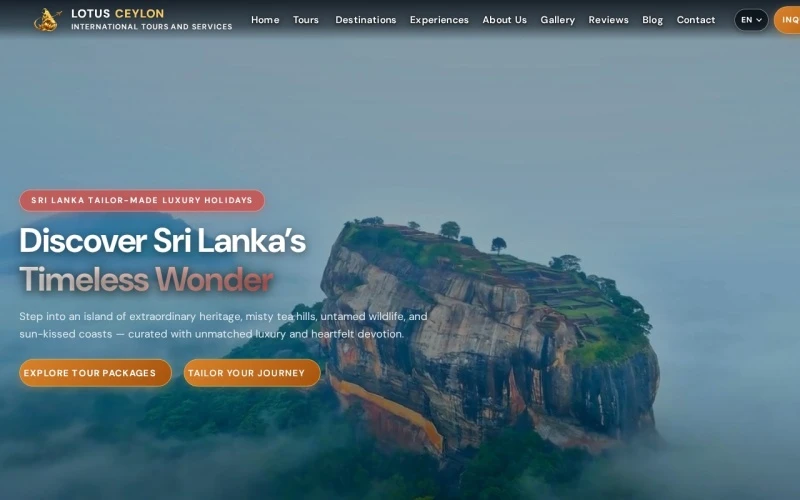 LOTUS CEYLON
INTERNATIONAL TOURS AND SERVICES
Home Tours Destinations Experiences About Us Gallery Reviews Blog Contact
EN
INQ
SRI LANKA TAILOR-MADE LUXURY HOLIDAYS
Discover Sri Lanka’s
Timeless Wonder
Step into an island of extraordinary heritage, misty tea hills, untamed wildlife, and
sun-kissed coasts — curated with unmatched luxury and heartfelt devotion.
EXPLORE TOUR PACKAGES
TAILOR YOUR JOURNEY